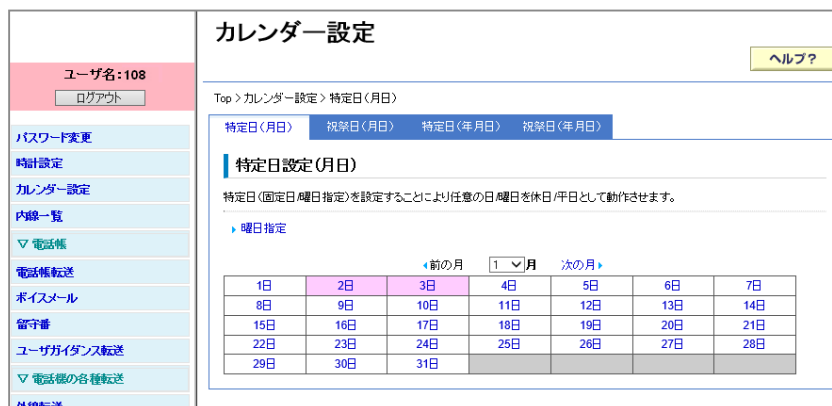 カレンダー設定
ヘルプ?
ユーザ名:108
ログアウト
Top > カレンダー設定 > 特定日(月日)
特定日(月日) 祝祭日(月日) 特定日(年月日) 祝祭日(年月日)
パスワード変更
時計設定
カレンダー設定
内線一覧
▽ 電話帳
電話帳転送
ボイスメール
留守番
ユーザガイダンス転送
▽ 電話機の各種転送
外線転送
特定日設定(月日)
特定日(固定日/曜日指定)を設定することにより任意の日/曜日を休日/平日として動作させます。
曜日指定
前の月 1 月 次の月
1日 2日 3日 4日 5日 6日 7日
8日 9日 10日 11日 12日 13日 14日
15日 16日 17日 18日 19日 20日 21日
22日 23日 24日 25日 26日 27日 28日
29日 30日 31日